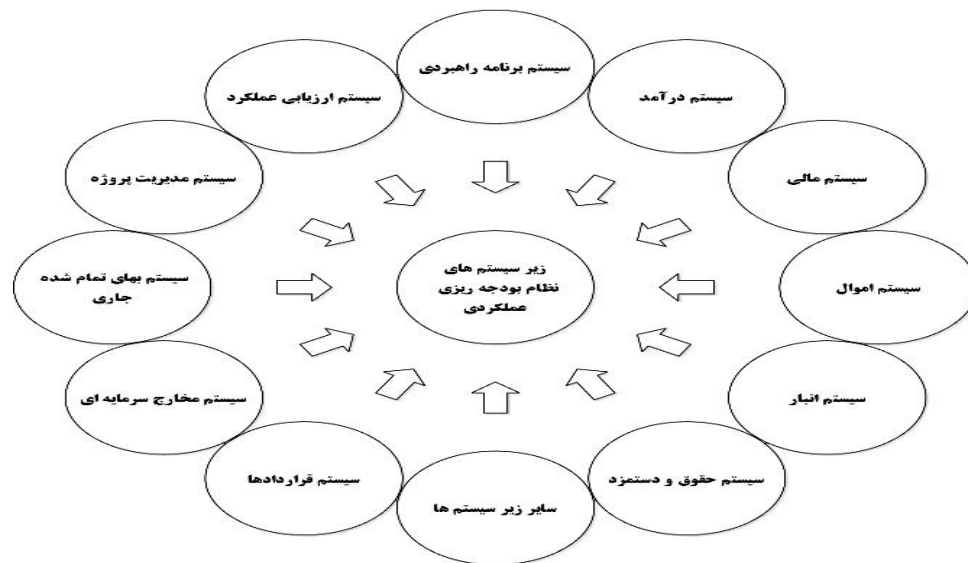 سیستم برنامه راهبردی
سیستم درآمد
سیستم مالی
سیستم اموال
سیستم انبار
سیستم حقوق و دستمزد
سایر زیر سیستم ها
سیستم قراردادها
سیستم مخارج سرمایه ای
سیستم بهای تمام شده
جاری
سیستم مدیریت پروژه
سیستم ارزیابی عملکرد
زیر سیستم های
نظام بودجه ریزی
عملکردی